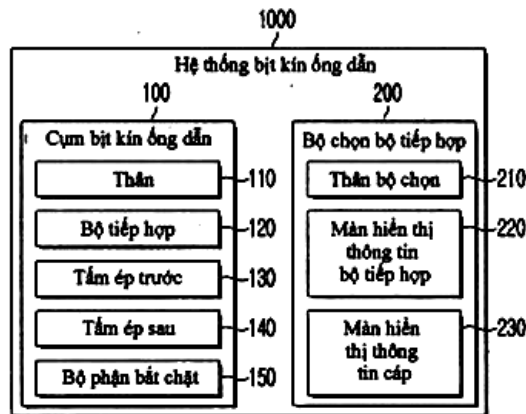 1000
Hệ thống bịt kín ống dẫn
100
200
Cụm bịt kín ống dẫn
Bộ chọn bộ tiếp hợp
Thân
110
Thân bộ chọn
210
Bộ tiếp hợp
120
Màn hiển thị
thông tin
bộ tiếp hợp
220
Tấm ép trước
130
Tấm ép sau
140
Màn hiển
thị thông
tin cáp
230
Bộ phận bắt chặt
150